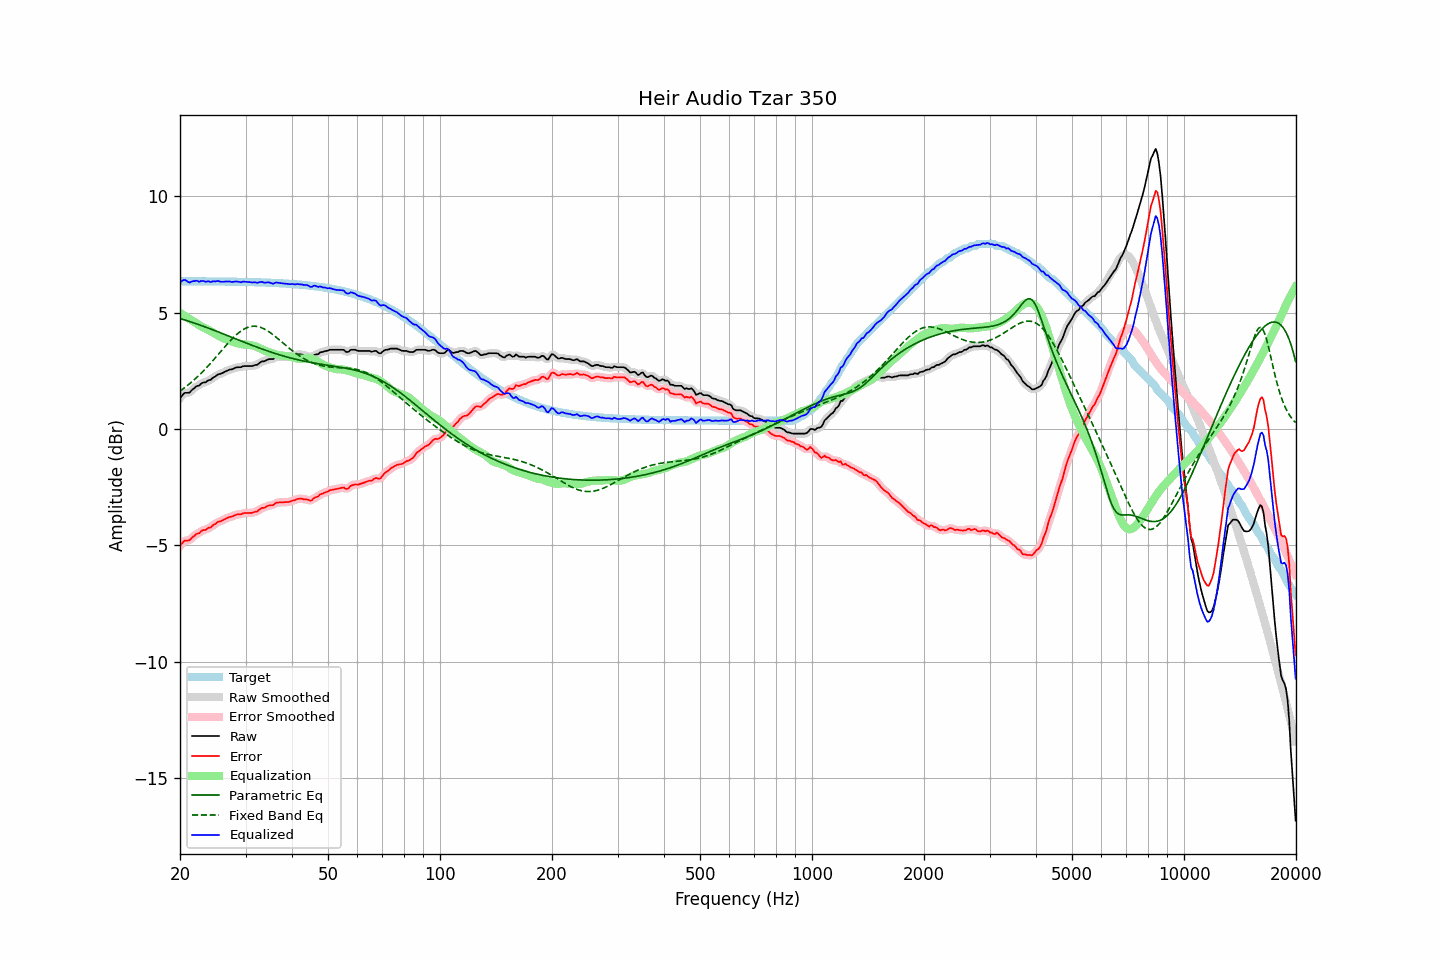 Heir Audio Tzar 350
Amplitude (dBr)
10
5
0
−5
−10
−15
Target
Raw Smoothed
Error Smoothed
Raw
Error
Equalization
Parametric Eq
Fixed Band Eq
Equalized
20 50 100 200 500 1000 2000 5000 10000 20000
Frequency (Hz)